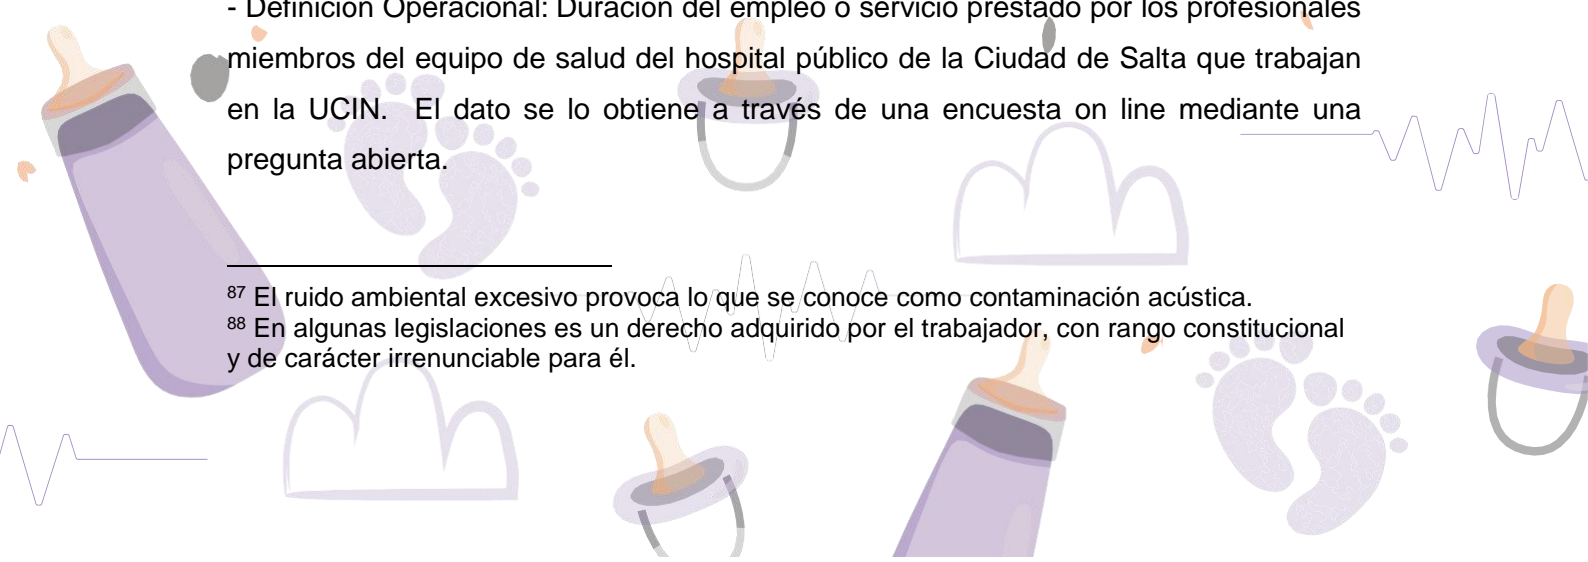 - Definición Operacional: Duración del empleo o servicio prestado por los profesionales
miembros del equipo de salud del hospital público de la Ciudad de Salta que trabajan
en la UCIN. El dato se lo obtiene a través de una encuesta on line mediante una
pregunta abierta.
87 El ruido ambiental excesivo provoca lo que se conoce como contaminación acústica.
88 En algunas legislaciones es un derecho adquirido por el trabajador, con rango constitucional
y de carácter irrenunciable para él.